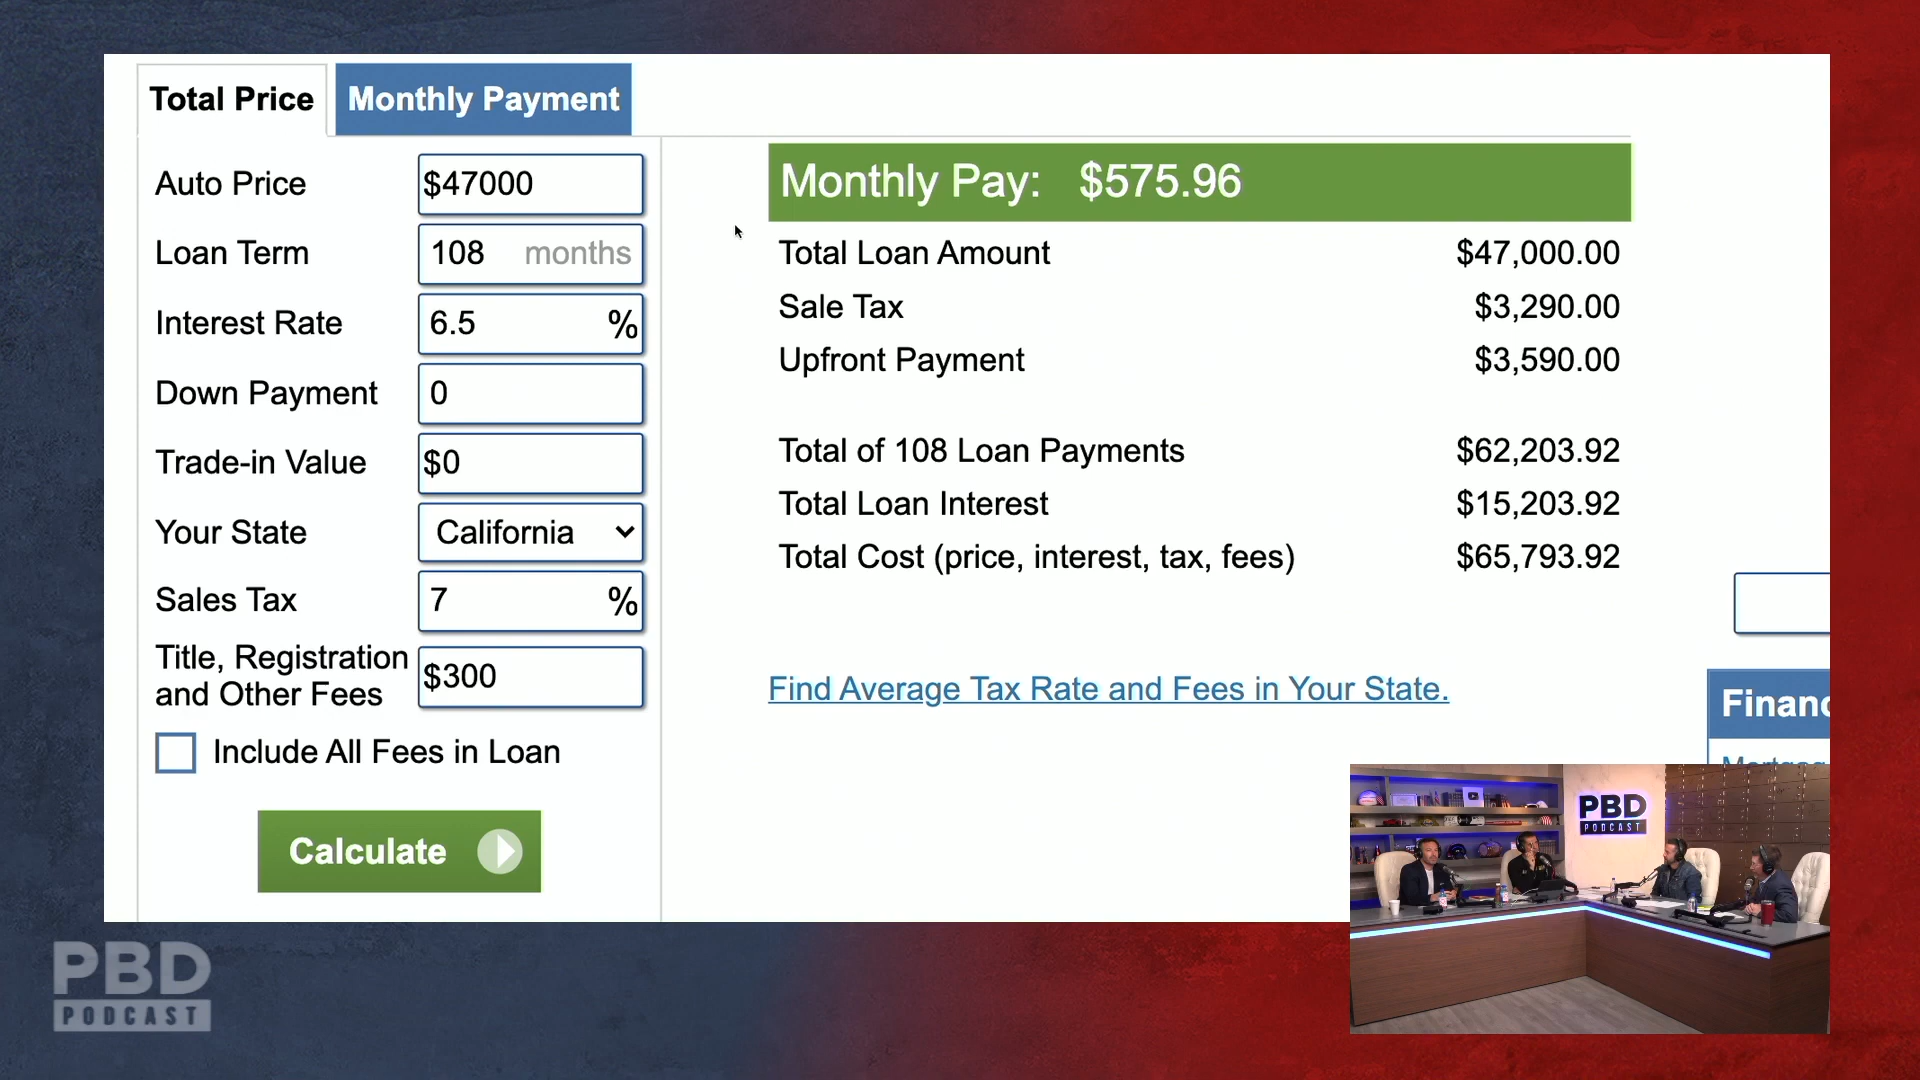 Total Price Monthly Payment
Auto Price $47000
Loan Term 108 months
Interest Rate 6.5 %
Down Payment 0
Trade-in Value $0
Your State California
Sales Tax 7 %
Title, Registration
and Other Fees $300
Include All Fees in Loan
Calculate
Monthly Pay: $575.96
Total Loan Amount $47,000.00
Sale Tax $3,290.00
Upfront Payment $3,590.00
Total of 108 Loan Payments $62,203.92
Total Loan Interest $15,203.92
Total Cost (price, interest, tax, fees) $65,793.92
Find Average Tax Rate and Fees in Your State.
Financ
PBD
PODCAST
PBD
PODCAST